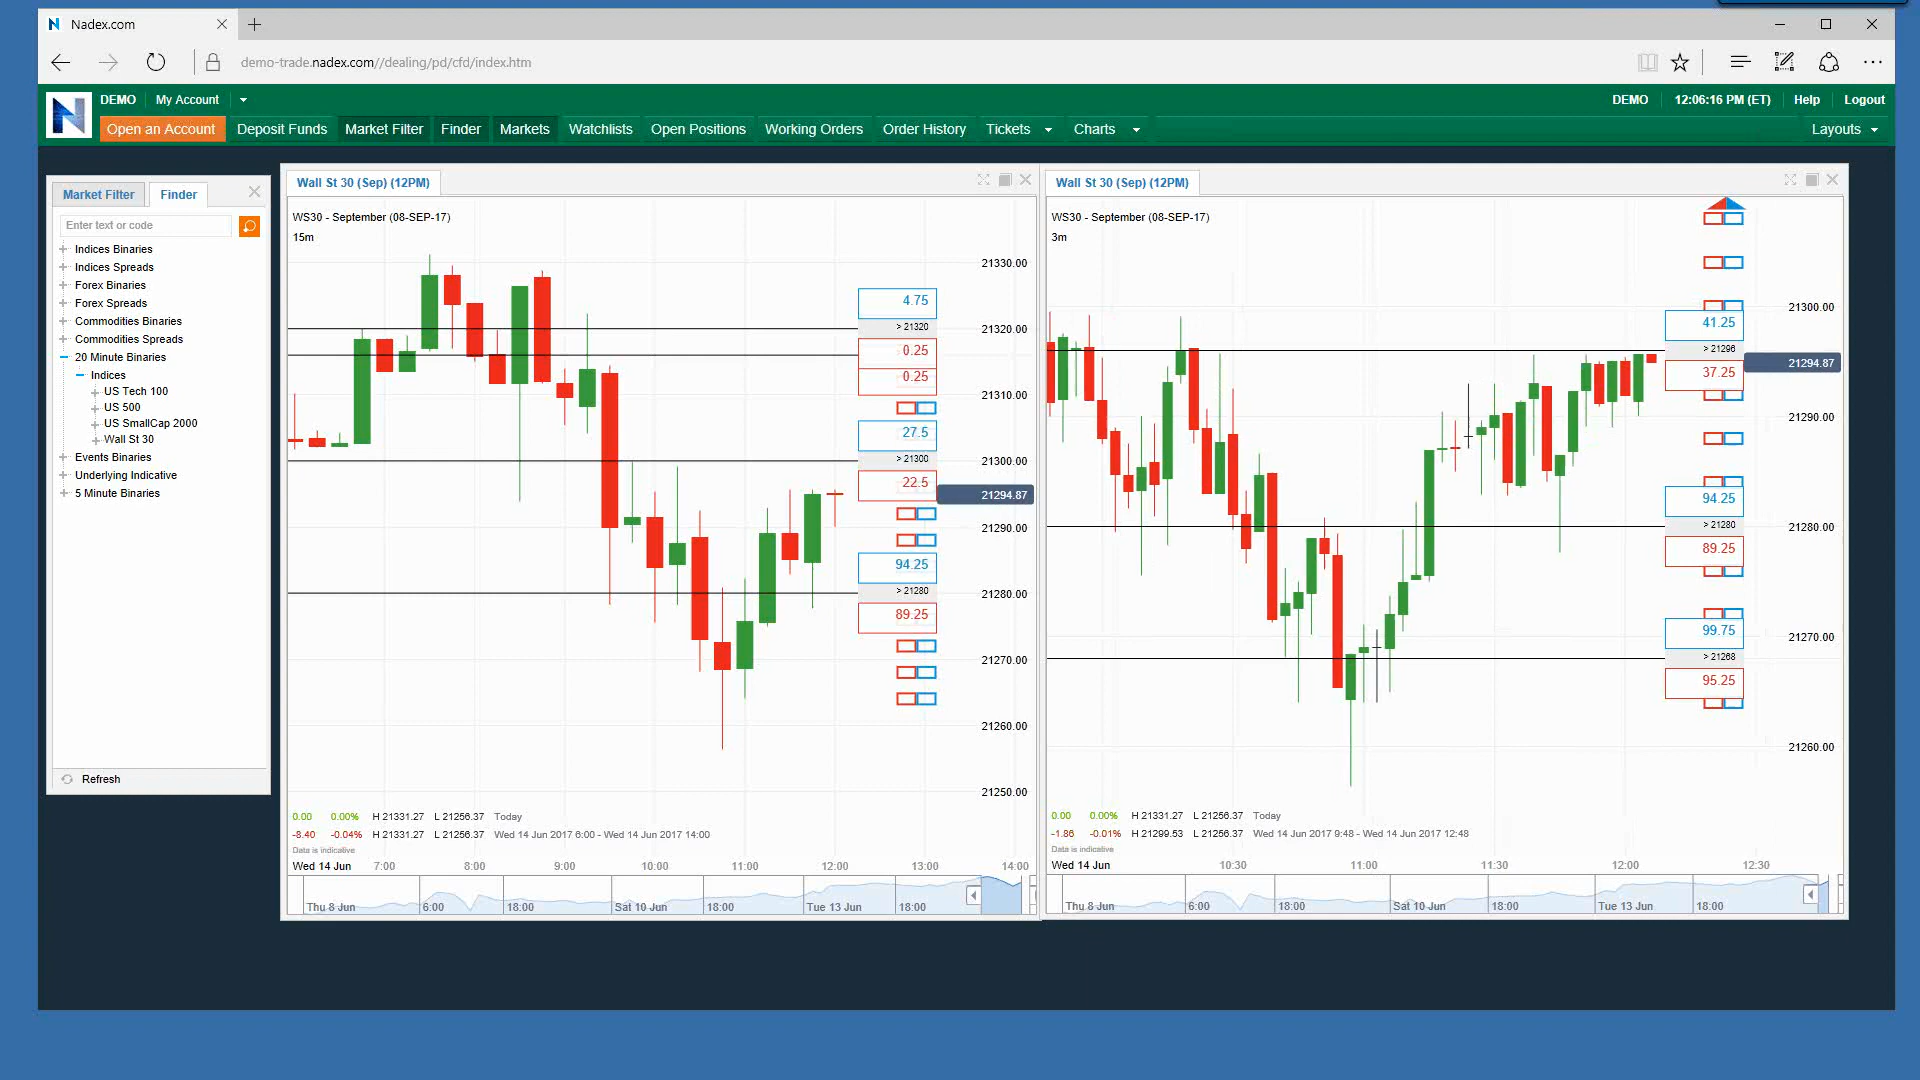 Nadex.com
demo-trade.nadex.com//dealing/pd/cfd/index.htm
DEMO My Account
DEMO 12:06:16 PM (ET) Help Logout
Open an Account Deposit Funds Market Filter Finder Markets Watchlists Open Positions Working Orders Order History Tickets Charts Layouts
Market Filter Finder
Enter text or code
Indices Binaries
Indices Spreads
Forex Binaries
Forex Spreads
Commodities Binaries
Commodities Spreads
20 Minute Binaries
Indices
US Tech 100
US 500
US SmallCap 2000
Wall St 30
Events Binaries
Underlying Indicative
5 Minute Binaries
Refresh
Wall St 30 (Sep) (12PM)
WS30 - September (08-SEP-17)
15m
21330.00
4.75
> 21320
21320.00
0.25
0.25
21310.00
27.5
> 21300
21300.00
22.5
21294.87
21290.00
94.25
> 21280
21280.00
89.25
21270.00
21260.00
21250.00
0.00 0.00% H 21331.27 L 21256.37 Today
-8.40 -0.04% H 21331.27 L 21256.37 Wed 14 Jun 2017 6:00 - Wed 14 Jun 2017 14:00
Data is indicative
Wed 14 Jun 7:00 8:00 9:00 10:00 11:00 12:00 13:00 14:00
Thu 8 Jun 6:00 18:00 Sat 10 Jun 18:00 Tue 13 Jun 18:00
Wall St 30 (Sep) (12PM)
WS30 - September (08-SEP-17)
3m
21300.00
41.25
> 21296
21294.87
37.25
21290.00
94.25
> 21280
21280.00
89.25
99.75
21270.00
> 21268
95.25
21260.00
0.00 0.00% H 21331.27 L 21256.37 Today
-1.86 -0.01% H 21299.53 L 21256.37 Wed 14 Jun 2017 9:48 - Wed 14 Jun 2017 12:48
Data is indicative
Wed 14 Jun 10:30 11:00 11:30 12:00 12:30
Thu 8 Jun 6:00 18:00 Sat 10 Jun 18:00 Tue 13 Jun 18:00